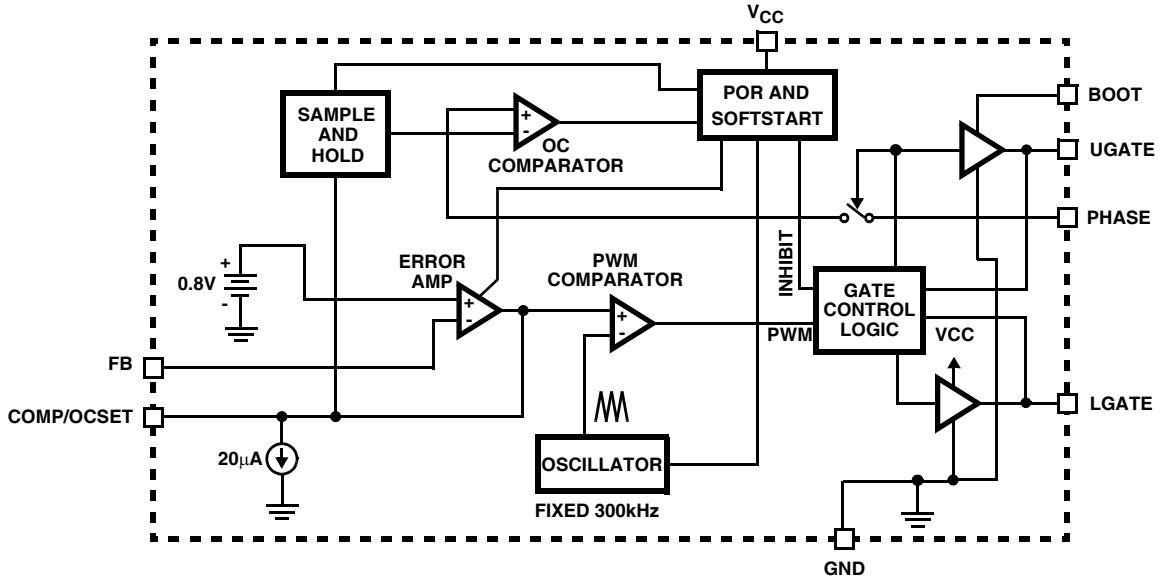 VCC
SAMPLE
AND
HOLD
+
-
OC
COMPARATOR
POR AND
SOFTSTART
BOOT
UGATE
PHASE
INHIBIT
+
0.8V
-
ERROR
AMP
+
-
PWM
COMPARATOR
+
-
GATE
CONTROL
LOGIC
PWM
VCC
FB
COMP/OCSET
20μA
OSCILLATOR
FIXED 300kHz
LGATE
GND